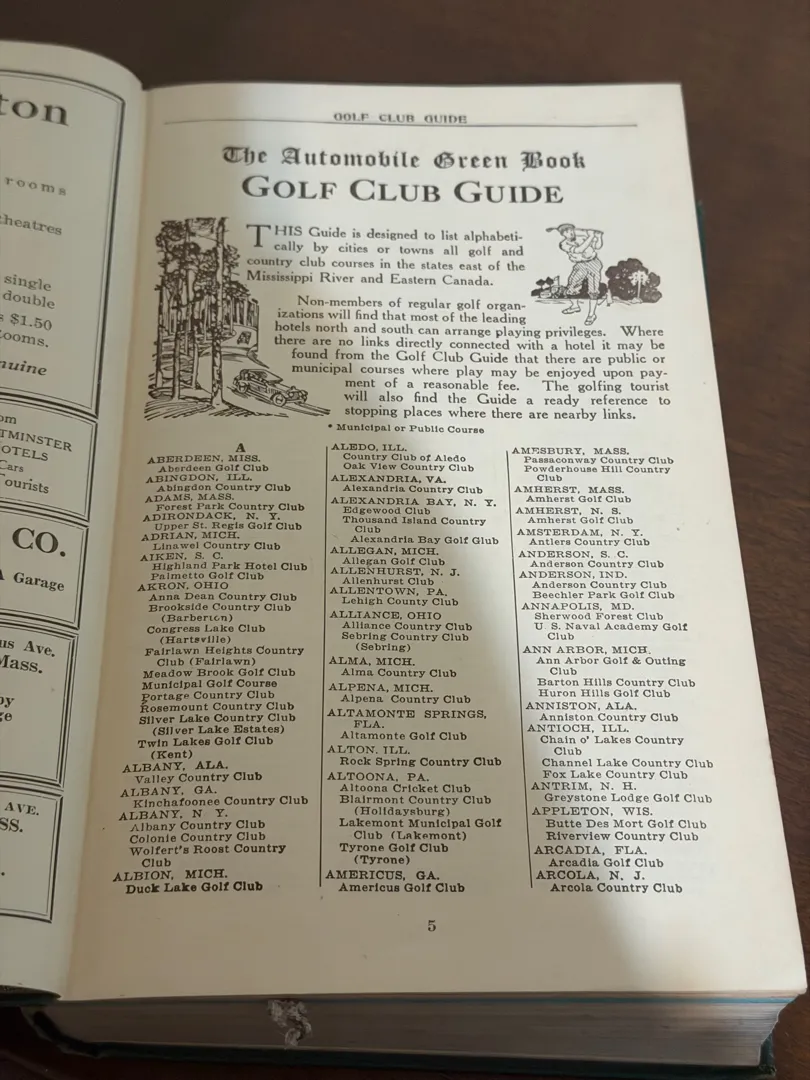 ton
rooms
theatres
single
double
$1.50
rooms.
nuine
om
TMINSTER
OTELS
Cars
ourists
CO.
A Garage
us Ave.
Mass.
by
ge
AVE.
SS.
GOLF CLUB GUIDE
The Automobile Green Book
GOLF CLUB GUIDE
THIS Guide is designed to list alphabeti-
cally by cities or towns all golf and
country club courses in the states east of the
Mississippi River and Eastern Canada.
Non-members of regular golf organ-
izations will find that most of the leading
hotels north and south can arrange playing privileges. Where
there are no links directly connected with a hotel it may be
found from the Golf Club Guide that there are public or
municipal courses where play may be enjoyed upon pay-
ment of a reasonable fee. The golfing tourist
will also find the Guide a ready reference to
stopping places where there are nearby links.
* Municipal or Public Course
A
ABERDEEN, MISS.
Aberdeen Golf Club
ABINGDON, ILL.
Abingdon Country Club
ADAMS, MASS.
Forest Park Country Club
ADIRONDACK, N. Y.
Upper St. Regis Golf Club
ADRIAN, MICH.
Linawel Country Club
AIKEN, S. C.
Highland Park Hotel Club
Palmetto Golf Club
AKRON, OHIO
Anna Dean Country Club
Brookside Country Club
(Barberton)
Congress Lake Club
(Hartsville)
Fairlawn Heights Country
Club (Fairlawn)
Meadow Brook Golf Club
Municipal Golf Course
Portage Country Club
Rosemount Country Club
Silver Lake Country Club
(Silver Lake Estates)
Twin Lakes Golf Club
(Kent)
ALBANY, ALA.
Valley Country Club
ALBANY, GA.
Kinchafoonee Country Club
ALBANY, N Y.
Albany Country Club
Colonie Country Club
Wolfert's Roost Country
Club
ALBION, MICH.
Duck Lake Golf Club
ALEDO, ILL.
Country Club of Aledo
Oak View Country Club
ALEXANDRIA, VA.
Alexandria Country Club
ALEXANDRIA BAY, N. Y.
Edgewood Club
Thousand Island Country
Club
Alexandria Bay Golf Glub
ALLEGAN, MICH.
Allegan Golf Club
ALLENHURST, N. J.
Allenhurst Club
ALLENTOWN, PA.
Lehigh County Club
ALLIANCE, OHIO
Alliance Country Club
Sebring Country Club
(Sebring)
ALMA, MICH.
Alma Country Club
ALPENA, MICH.
Alpena Country Club
ALTAMONTE SPRINGS,
FLA.
Altamonte Golf Club
ALTON. ILL.
Rock Spring Country Club
ALTOONA, PA.
Altoona Cricket Club
Blairmont Country Club
(Holidaysburg)
Lakemont Municipal Golf
Club (Lakemont)
Tyrone Golf Club
(Tyrone)
AMERICUS, GA.
Americus Golf Club
AMESBURY, MASS.
Passaconway Country Club
Powderhouse Hill Country
Club
AMHERST, MASS.
Amherst Golf Club
AMHERST, N. S.
Amherst Golf Club
AMSTERDAM, N. Y.
Antlers Country Club
ANDERSON, S. C.
Anderson Country Club
ANDERSON, IND.
Anderson Country Club
Beechler Park Golf Club
ANNAPOLIS, MD.
Sherwood Forest Club
U S. Naval Academy Golf
Club
ANN ARBOR, MICH.
Ann Arbor Golf & Outing
Club
Barton Hills Country Club
Huron Hills Golf Club
ANNISTON, ALA.
Anniston Country Club
ANTIOCH, ILL.
Chain o' Lakes Country
Club
Channel Lake Country Club
Fox Lake Country Club
ANTRIM, N. H.
Greystone Lodge Golf Club
APPLETON, WIS.
Butte Des Mort Golf Club
Riverview Country Club
ARCADIA, FLA.
Arcadia Golf Club
ARCOLA, N. J.
Arcola Country Club
5